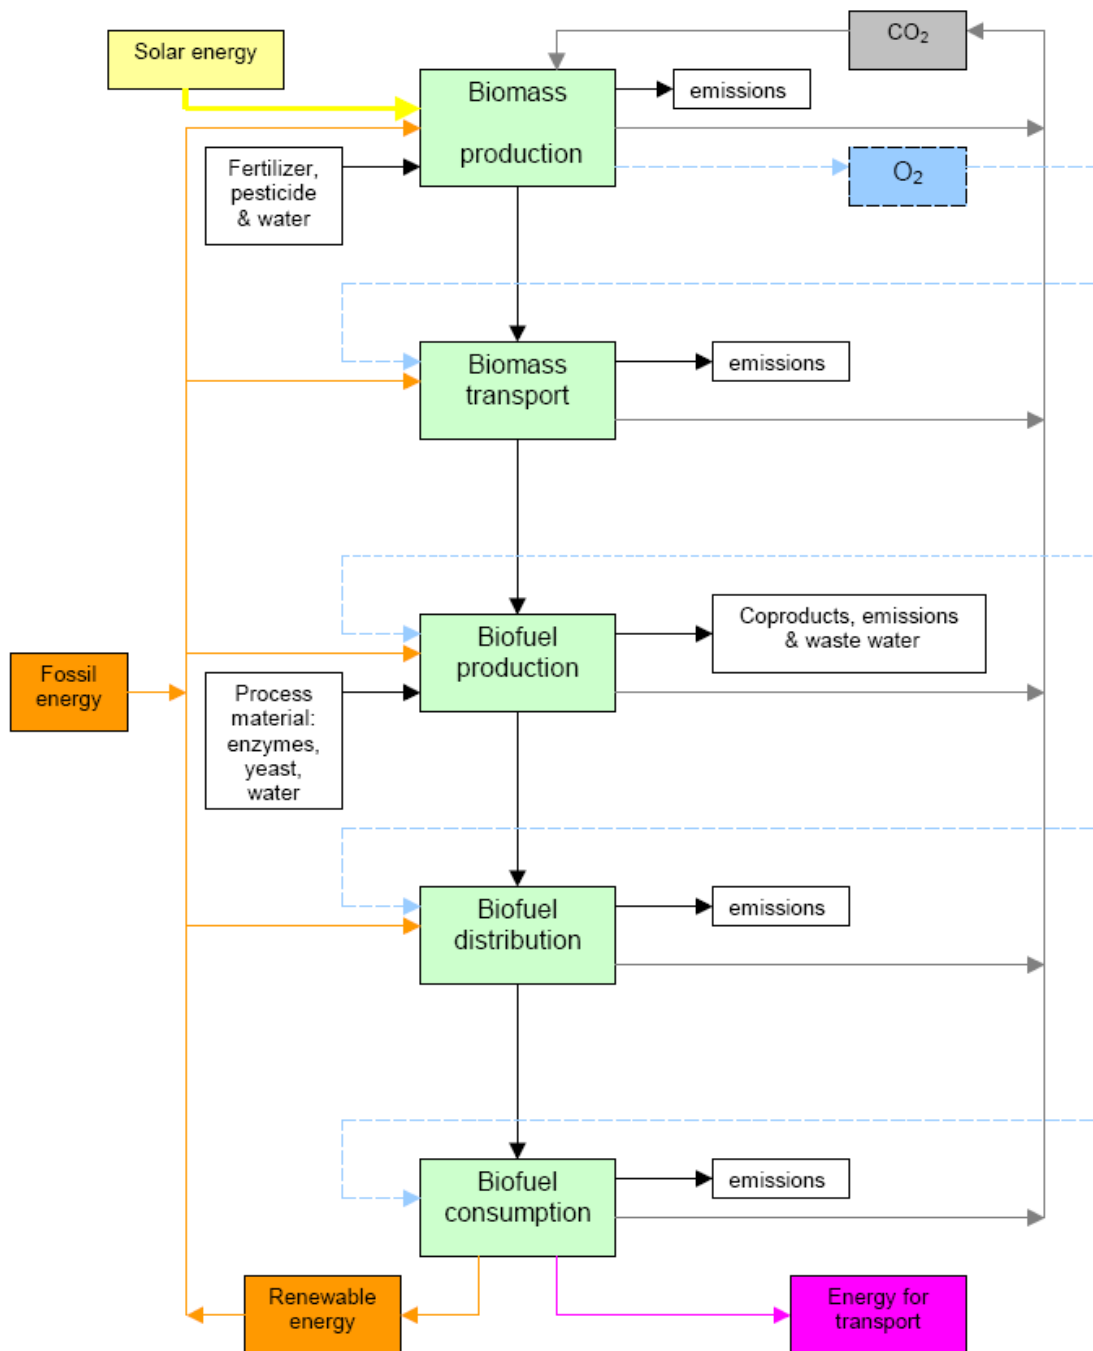 CO₂
Solar energy
Biomass
production
emissions
Fertilizer,
pesticide
& water
O₂
Biomass
transport
emissions
Biofuel
production
Coproducts, emissions
& waste water
Fossil
energy
Process
material:
enzymes,
yeast,
water
Biofuel
distribution
emissions
Biofuel
consumption
emissions
Renewable
energy
Energy for
transport